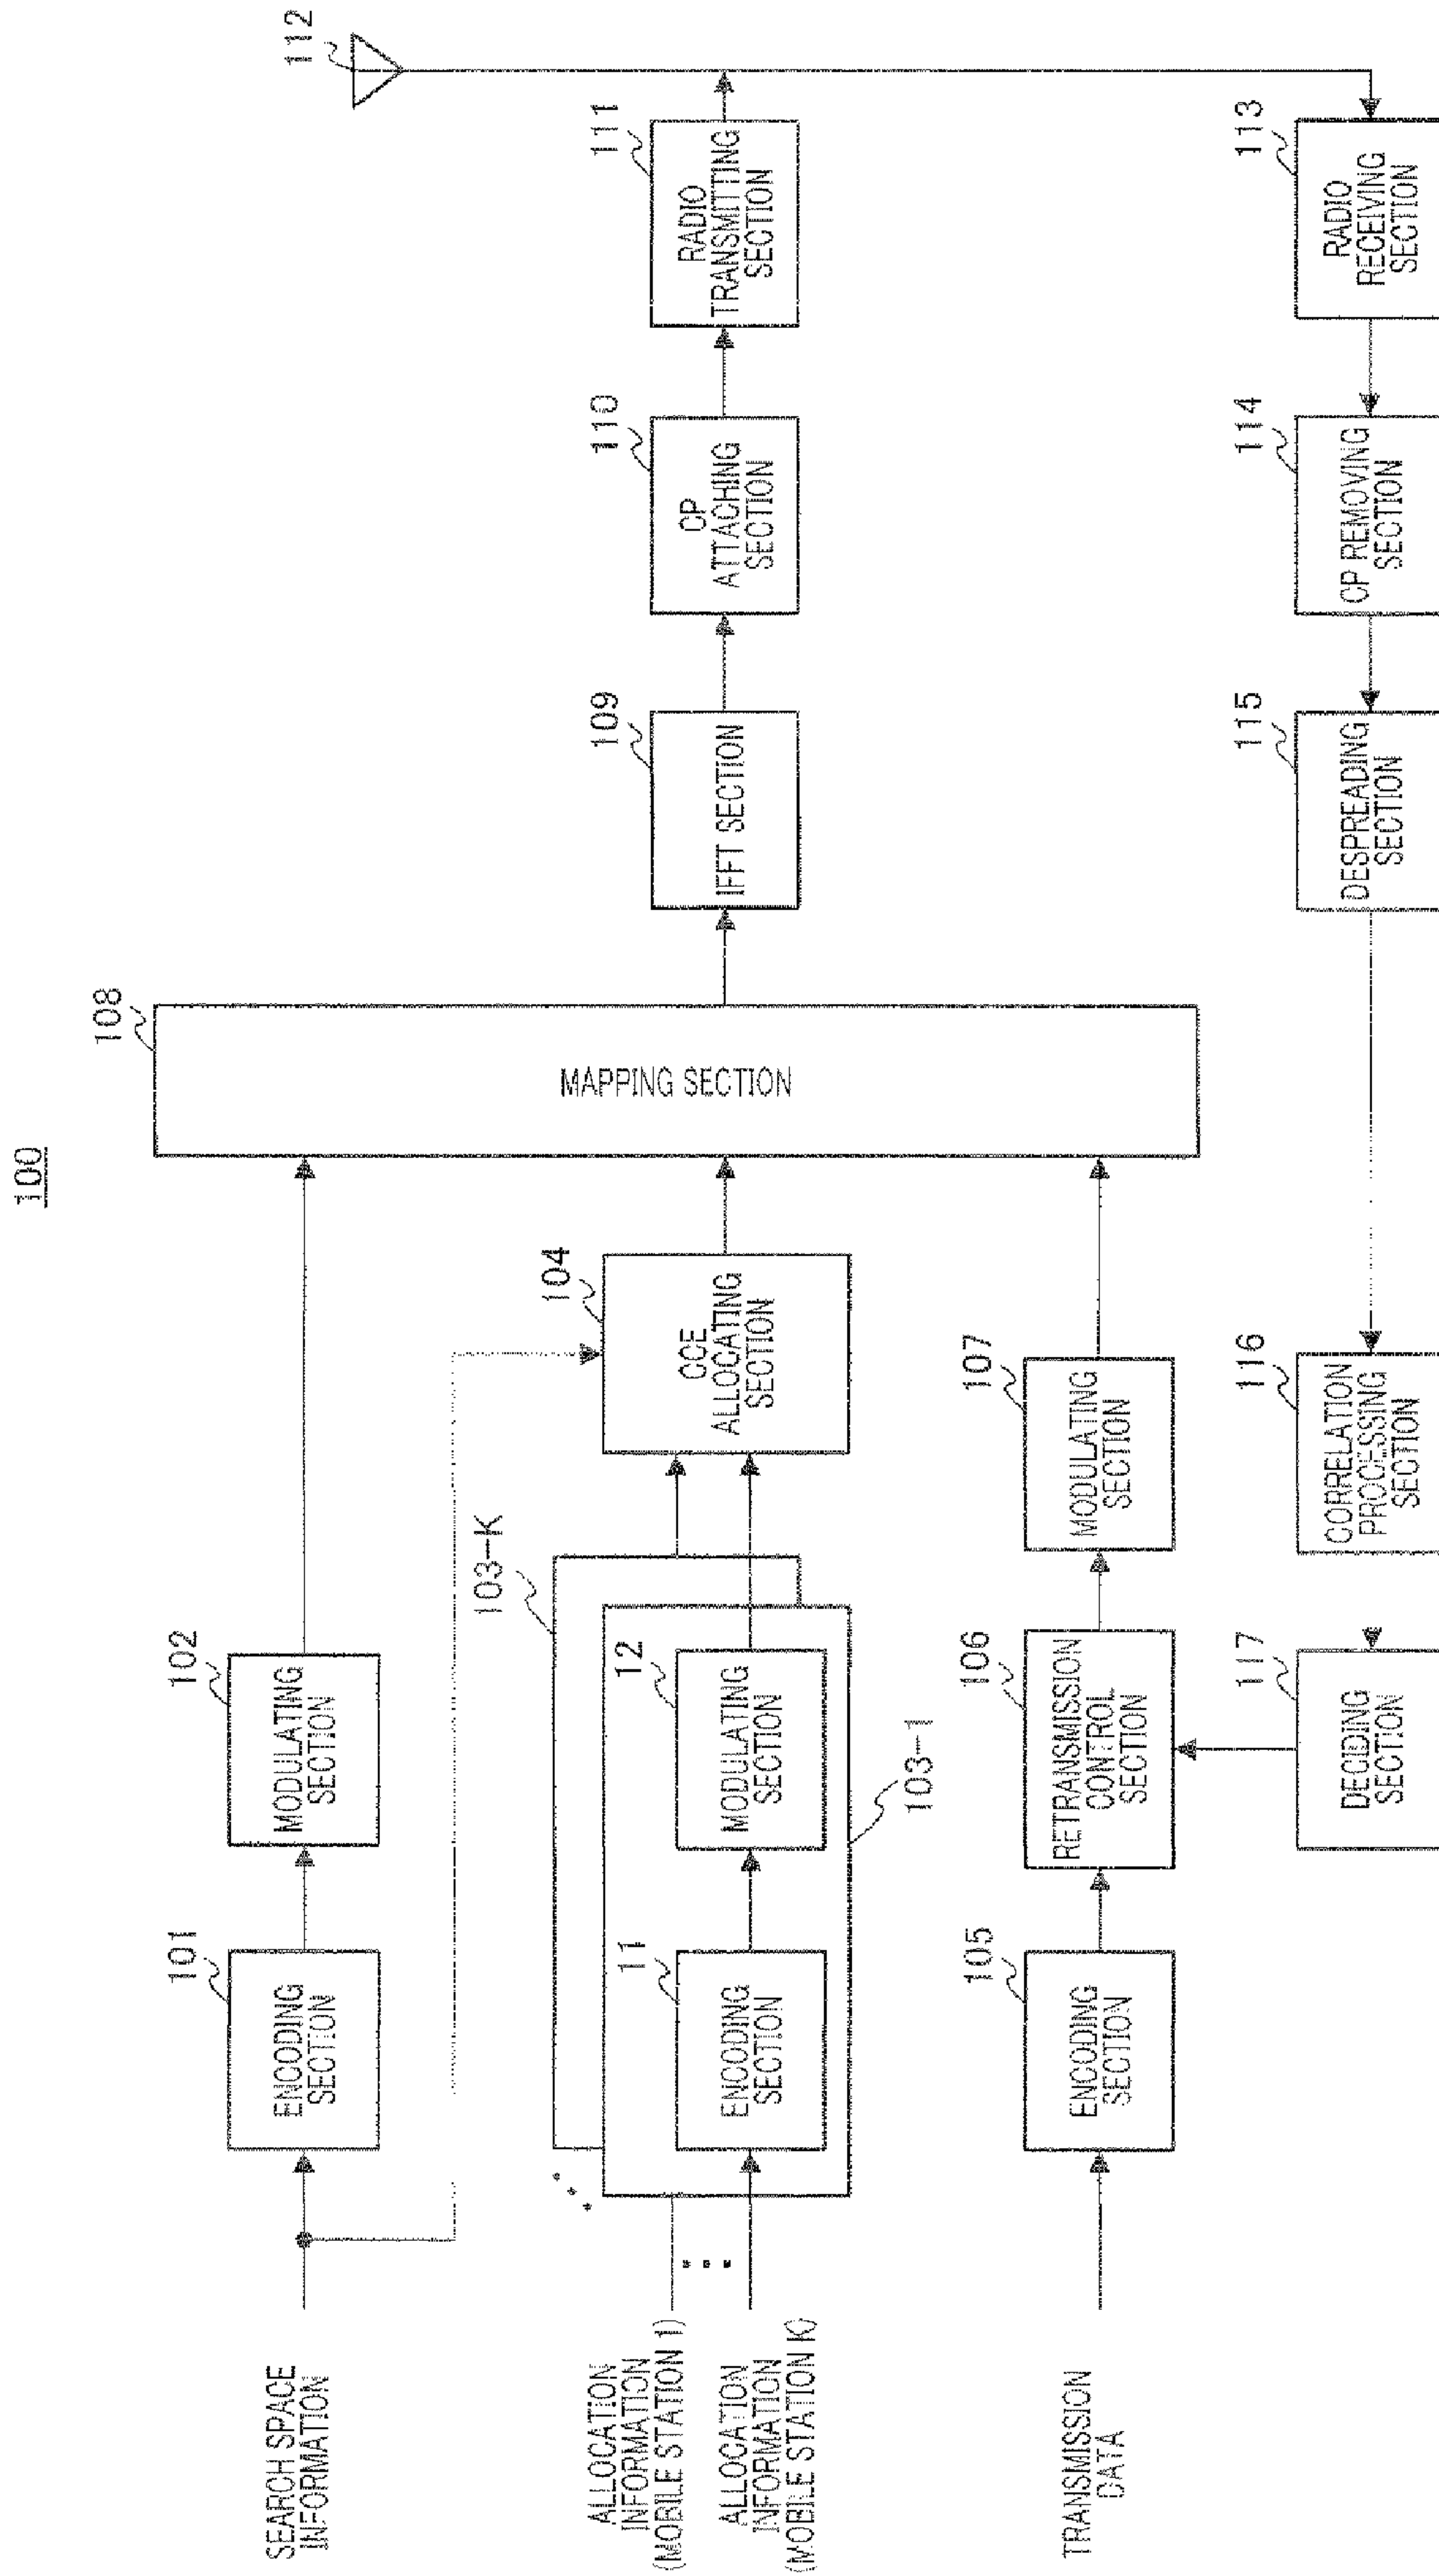 100
SEARCH SPACE
INFORMATION
101
ENCODING
SECTION
102
MODULATING
SECTION
ALLOCATION
INFORMATION
(MOBILE STATION 1)
ALLOCATION
INFORMATION
(MOBILE STATION K)
103-K
11
ENCODING
SECTION
12
MODULATING
SECTION
103-1
104
CCE
ALLOCATING
SECTION
TRANSMISSION
DATA
105
ENCODING
SECTION
106
RETRANSMISSION
CONTROL
SECTION
107
MODULATING
SECTION
108
MAPPING SECTION
109
IFFT SECTION
110
CP
ATTACHING
SECTION
111
RADIO
TRANSMITTING
SECTION
112
113
RADIO
RECEIVING
SECTION
114
CP REMOVING
SECTION
115
DESPREADING
SECTION
116
CORRELATION
PROCESSING
SECTION
117
DECIDING
SECTION